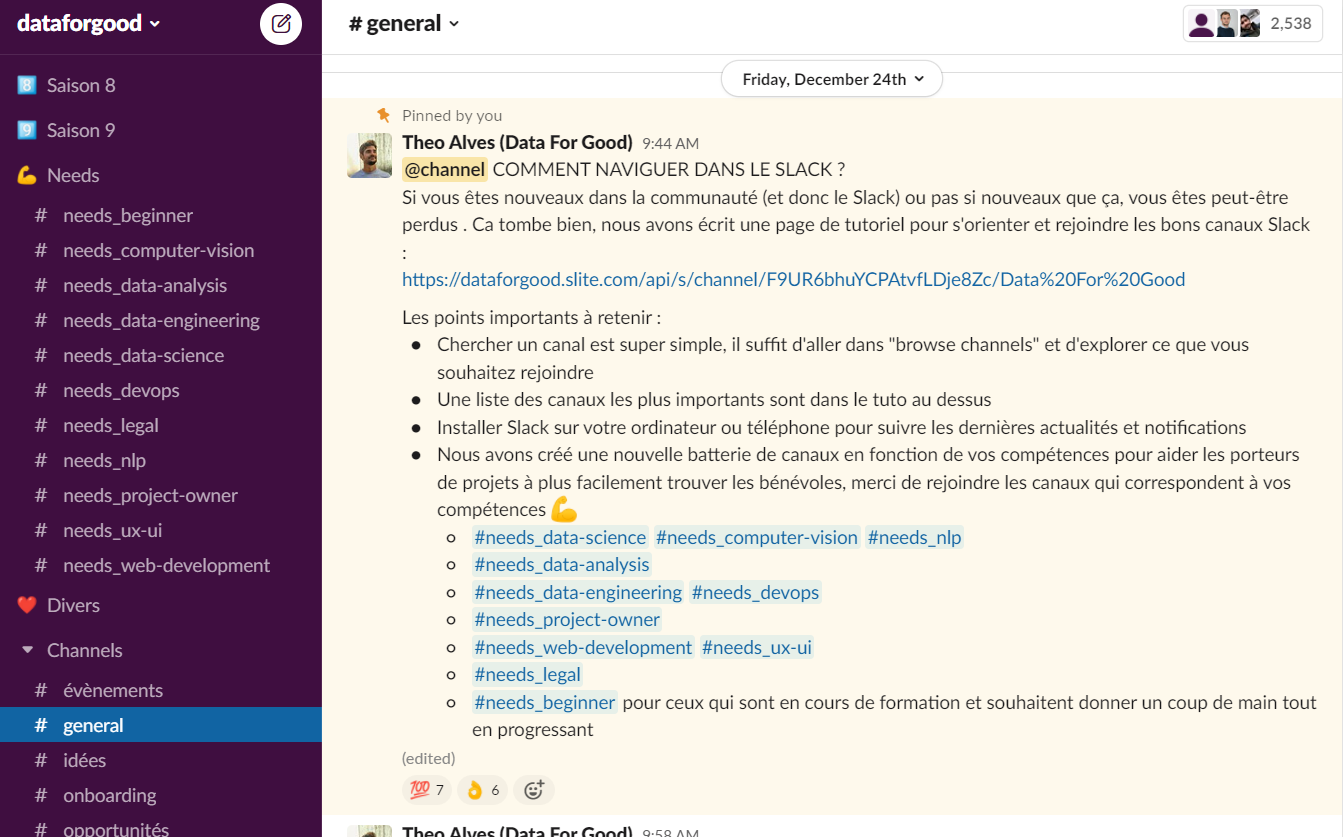 dataforgood
Saison 8
Saison 9
Needs
# needs_beginner
# needs_computer-vision
# needs_data-analysis
# needs_data-engineering
# needs_data-science
# needs_devops
# needs_legal
# needs_nlp
# needs_project-owner
# needs_ux-ui
# needs_web-development
Divers
Channels
# évènements
# general
# idées
# onboarding
# opportunités
# general
2,538
Friday, December 24th
Pinned by you
Theo Alves (Data For Good) 9:44 AM
@channel COMMENT NAVIGUER DANS LE SLACK ?
Si vous êtes nouveaux dans la communauté (et donc le Slack) ou pas si nouveaux que ça, vous êtes peut-être
perdus . Ca tombe bien, nous avons écrit une page de tutoriel pour s'orienter et rejoindre les bons canaux Slack
:
https://dataforgood.slite.com/api/s/channel/F9UR6bhuYCPAtvfLDje8Zc/Data%20For%20Good
Les points importants à retenir :
• Chercher un canal est super simple, il suffit d'aller dans "browse channels" et d'explorer ce que vous
souhaitez rejoindre
• Une liste des canaux les plus importants sont dans le tuto au dessus
• Installer Slack sur votre ordinateur ou téléphone pour suivre les dernières actualités et notifications
• Nous avons créé une nouvelle batterie de canaux en fonction de vos compétences pour aider les porteurs
de projets à plus facilement trouver les bénévoles, merci de rejoindre les canaux qui correspondent à vos
compétences 💪
#needs_data-science #needs_computer-vision #needs_nlp
#needs_data-analysis
#needs_data-engineering #needs_devops
#needs_project-owner
#needs_web-development #needs_ux-ui
#needs_legal
#needs_beginner pour ceux qui sont en cours de formation et souhaitent donner un coup de main tout
en progressant
(edited)
💯 7 👌 6
Theo Alves (Data For Good) 9:58 AM